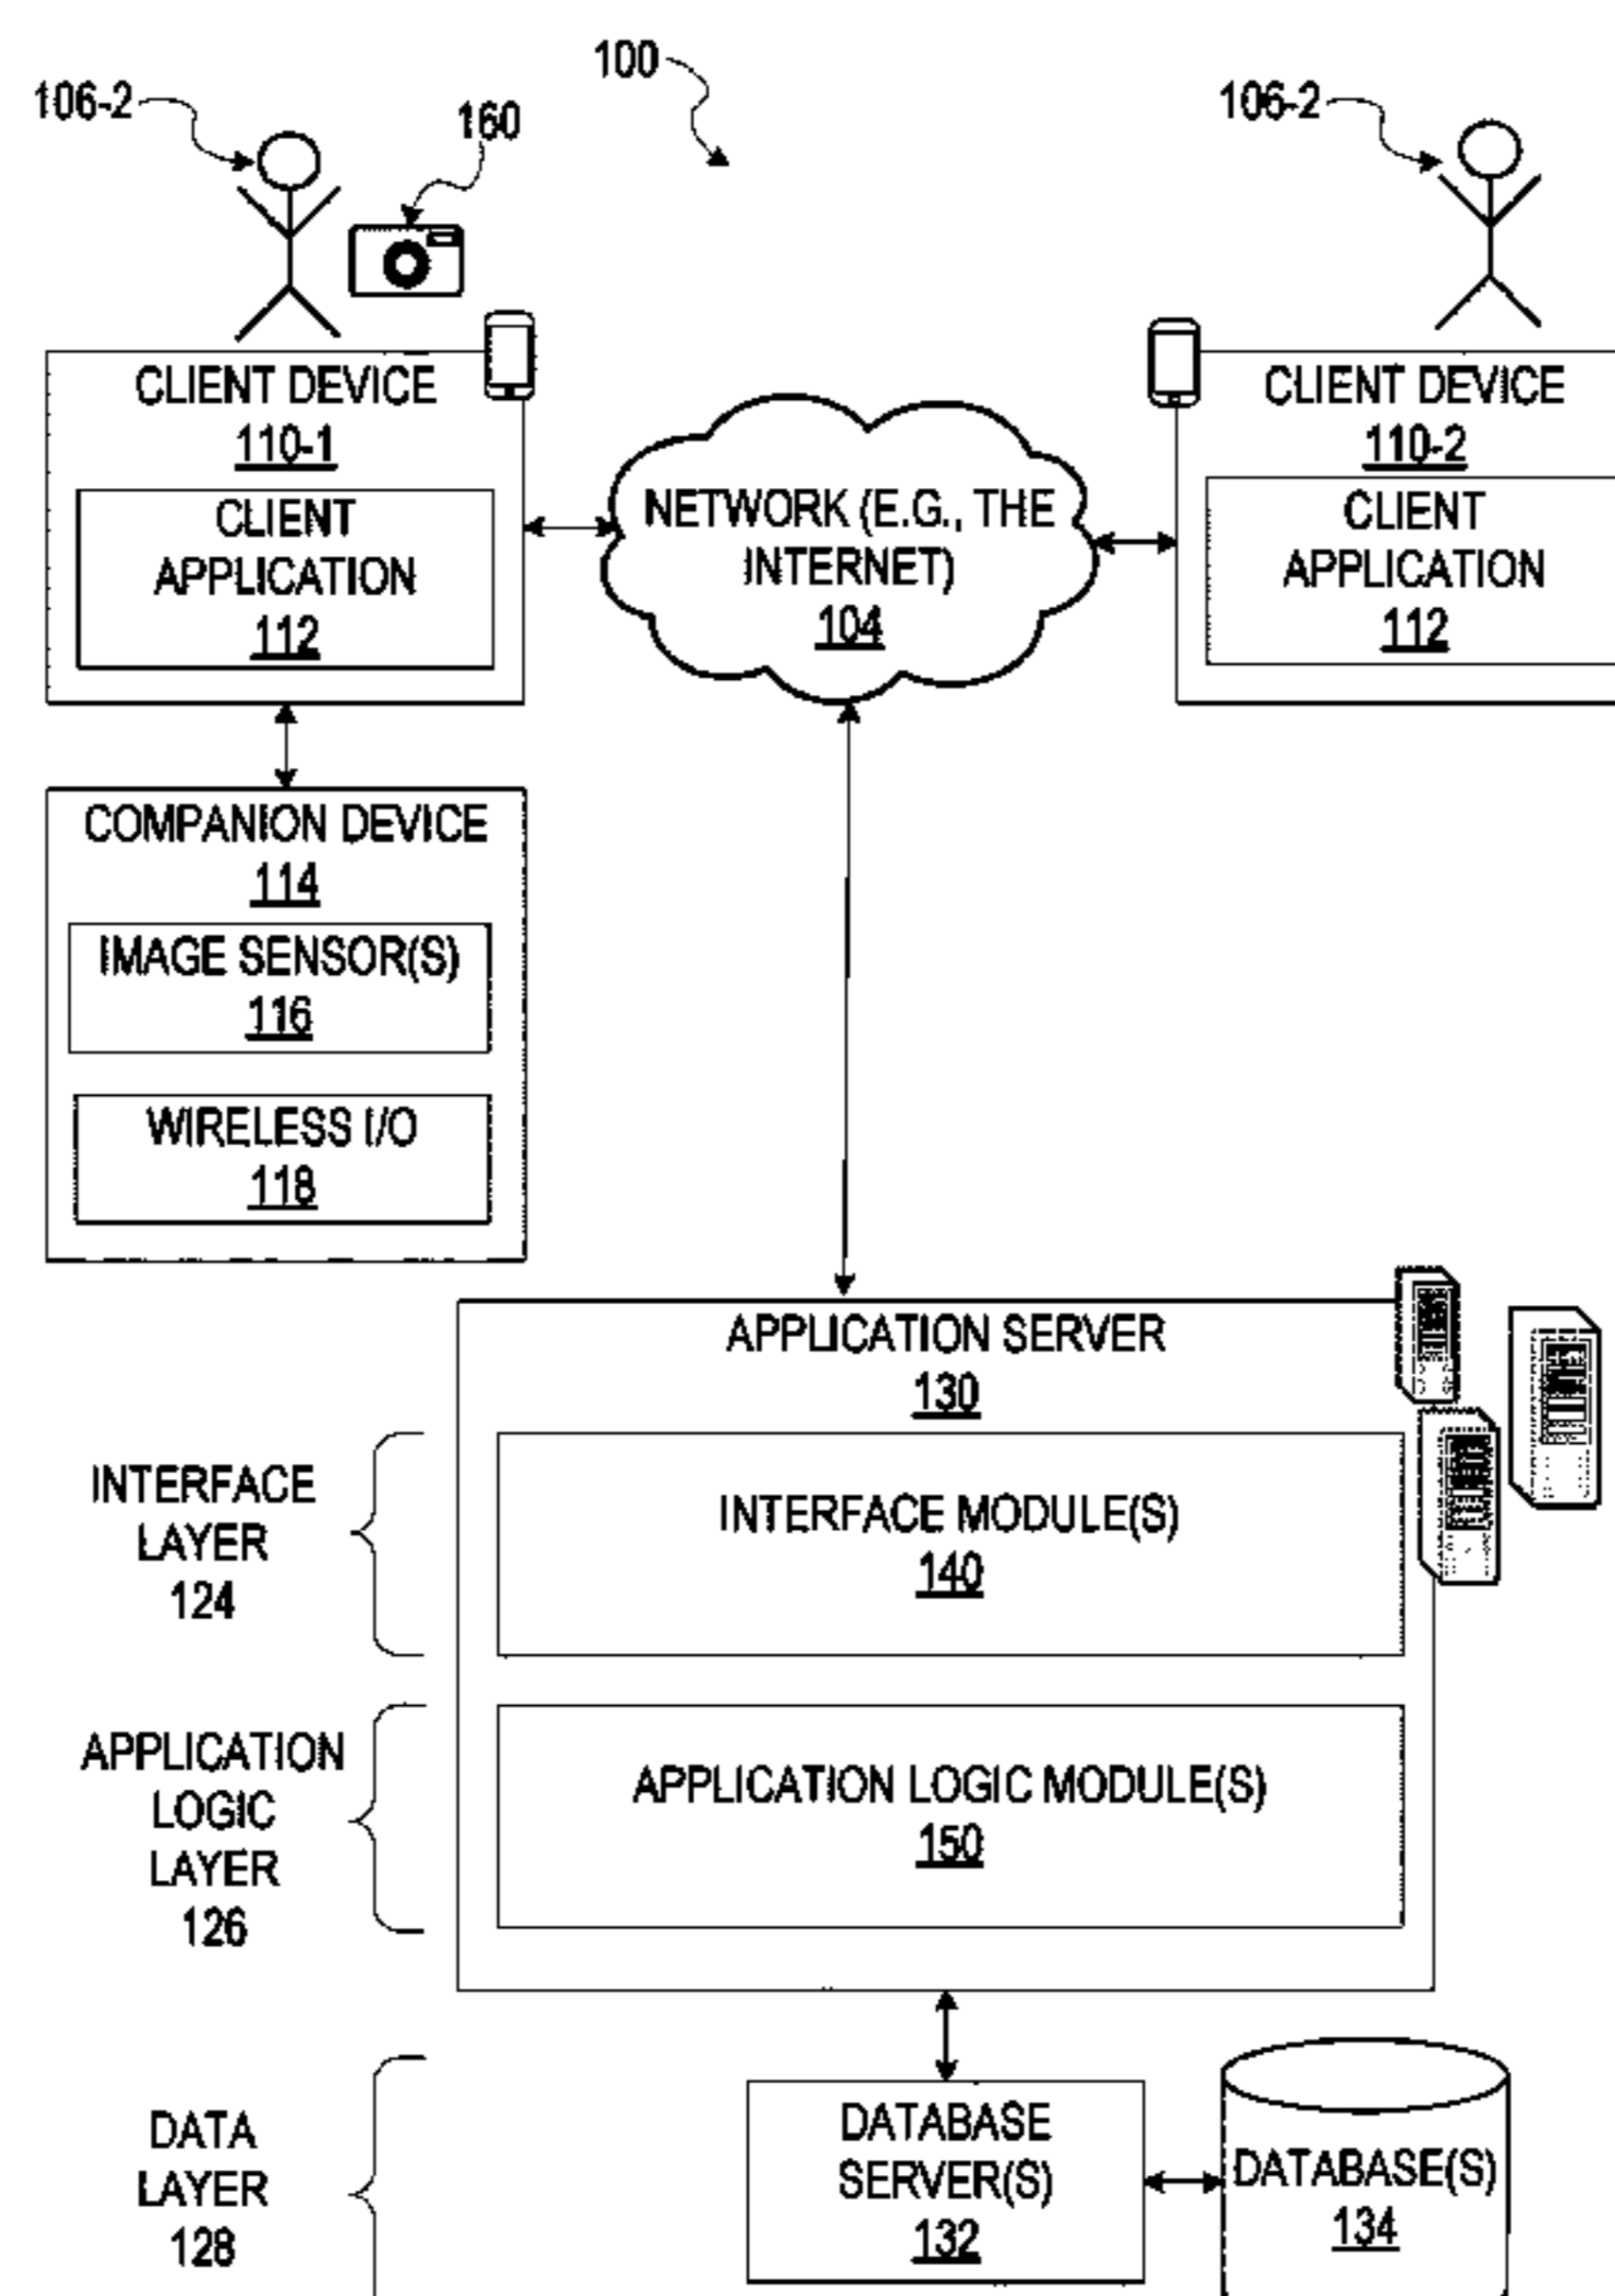 100
106-2
160
106-2
CLIENT DEVICE
110-1
CLIENT
APPLICATION
112
NETWORK (E.G., THE
INTERNET)
104
CLIENT DEVICE
110-2
CLIENT
APPLICATION
112
COMPANION DEVICE
114
IMAGE SENSOR(S)
116
WIRELESS I/O
118
APPLICATION SERVER
130
INTERFACE
LAYER
124
INTERFACE MODULE(S)
140
APPLICATION
LOGIC
LAYER
126
APPLICATION LOGIC MODULE(S)
150
DATA
LAYER
128
DATABASE
SERVER(S)
132
DATABASE(S)
134